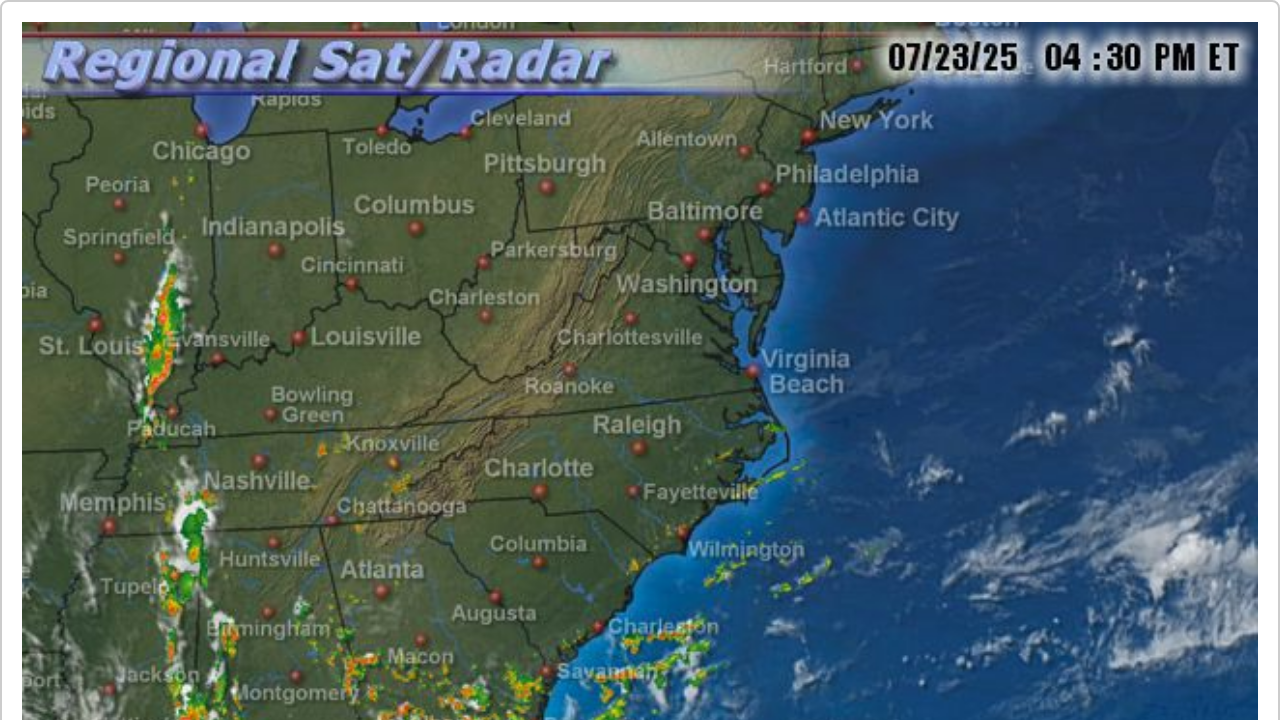 London
Boston
Regional Sat/Radar
07/23/25 04 :30 PM ET
Hartford
Rapids
Cleveland
New York
Chicago
Toledo
Allentown
Pittsburgh
Philadelphia
Peoria
Columbus
Baltimore
Atlantic City
Springfield
Indianapolis
Parkersburg
Cincinnati
Washington
Charleston
St. Louis
Evansville
Louisville
Charlottesville
Virginia
Beach
Roanoke
Bowling
Green
Paducah
Raleigh
Knoxville
Charlotte
Nashville
Fayetteville
Memphis
Chattanooga
Columbia
Wilmington
Huntsville
Atlanta
Tupelo
Augusta
Birmingham
Charleston
Macon
Jackson
Savannah
Montgomery